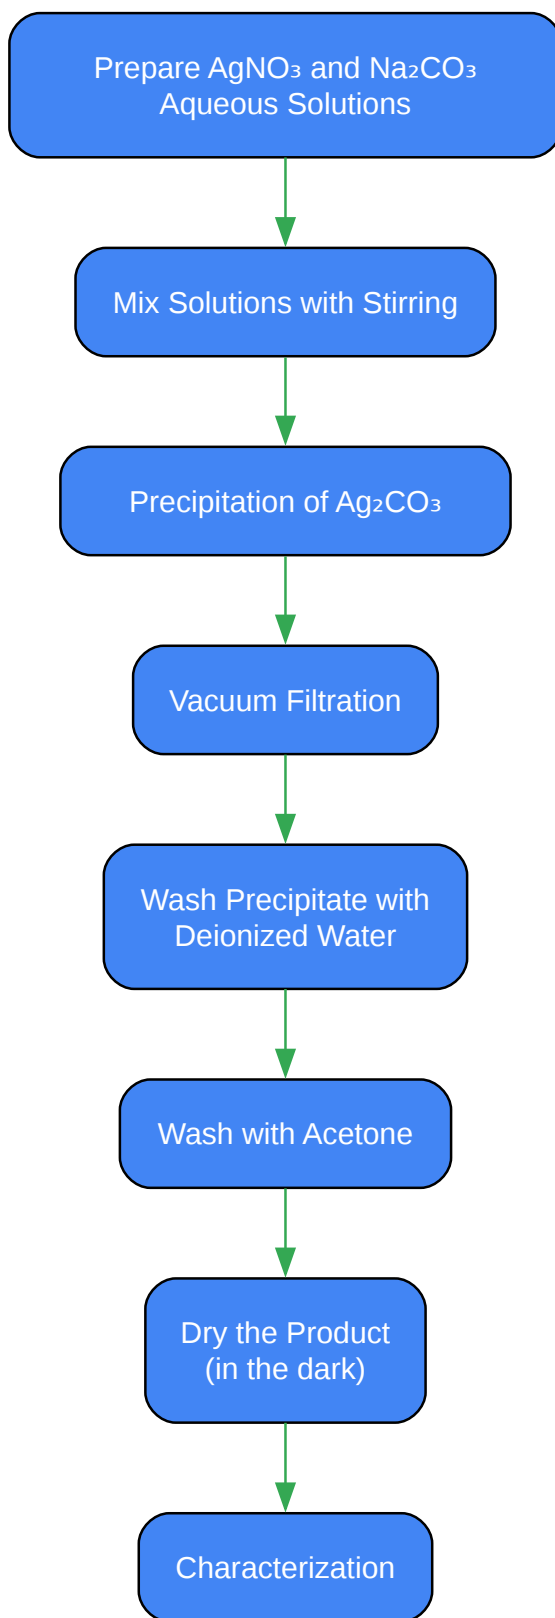 Prepare AgNO₃ and Na₂CO₃
Aqueous Solutions
Mix Solutions with Stirring
Precipitation of Ag₂CO₃
Vacuum Filtration
Wash Precipitate with
Deionized Water
Wash with Acetone
Dry the Product
(in the dark)
Characterization